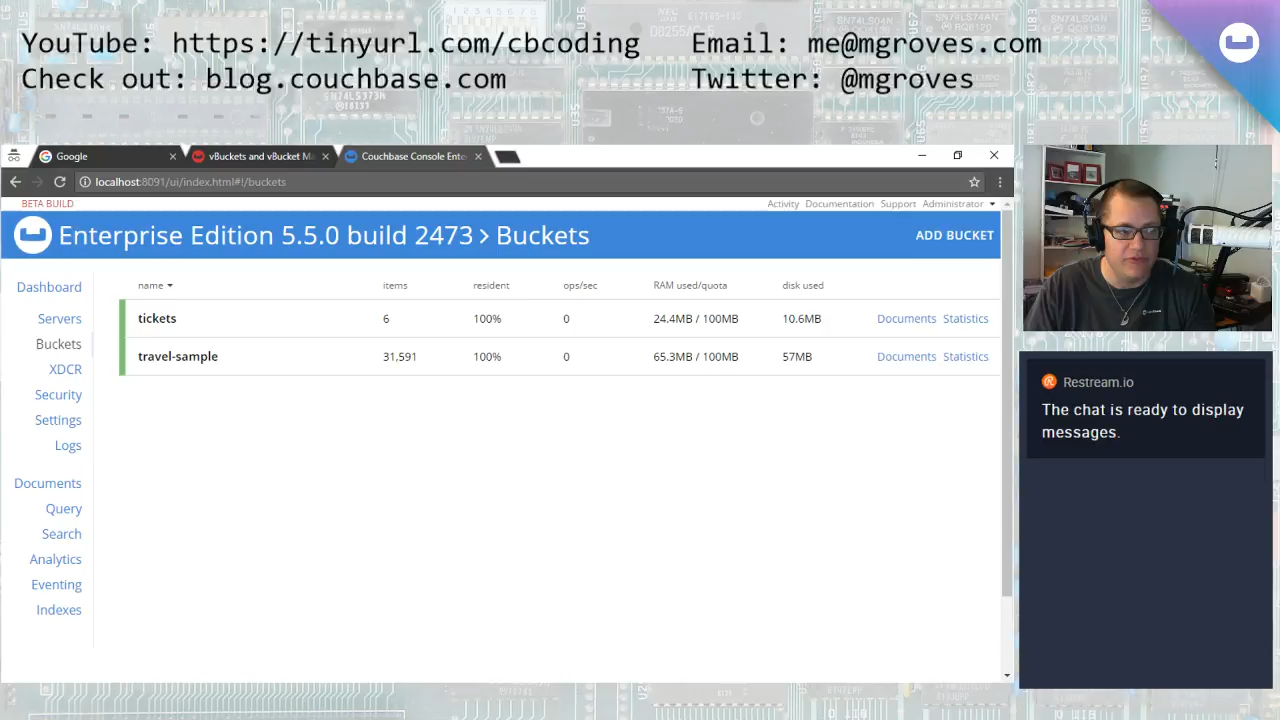 YouTube: https://tinyurl.com/cbcoding Email: me@mgroves.com
Check out: blog.couchbase.com Twitter: @mgroves
Google vBuckets and vBucket Ma Couchbase Console Ente
localhost:8091/ui/index.html#!/buckets
BETA BUILD Activity Documentation Support Administrator
Enterprise Edition 5.5.0 build 2473 > Buckets ADD BUCKET
Dashboard
Servers
Buckets
XDCR
Security
Settings
Logs
Documents
Query
Search
Analytics
Eventing
Indexes
name items resident ops/sec RAM used/quota disk used
tickets 6 100% 0 24.4MB / 100MB 10.6MB Documents Statistics
travel-sample 31,591 100% 0 65.3MB / 100MB 57MB Documents Statistics
Restream.io
The chat is ready to display
messages.